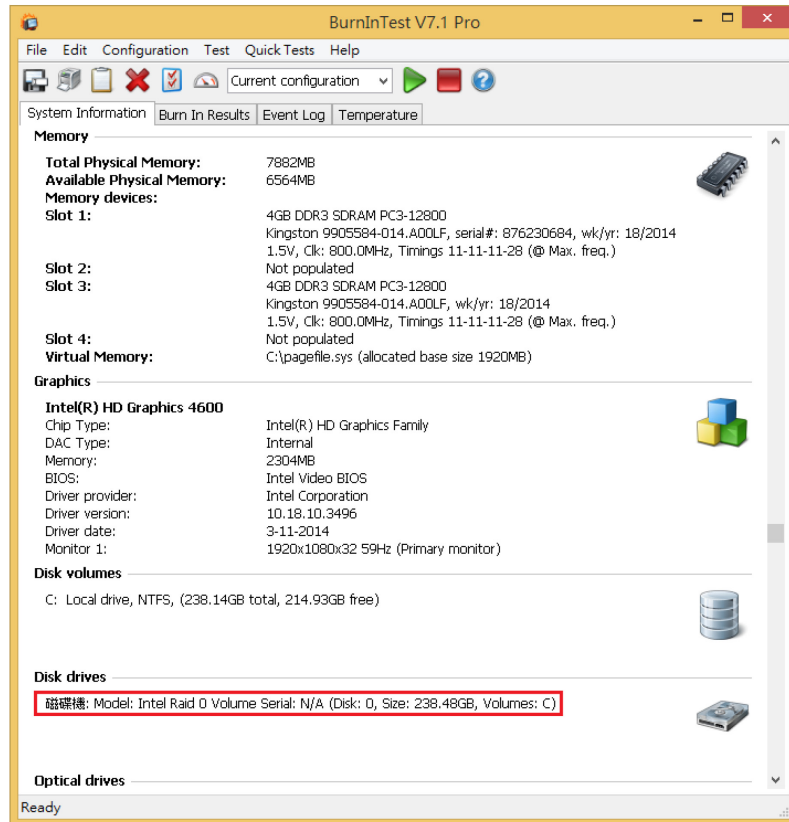 BurnInTest V7.1 Pro
File Edit Configuration Test Quick Tests Help
Current configuration
System Information Burn In Results Event Log Temperature
Memory
Total Physical Memory: 7882MB
Available Physical Memory: 6564MB
Memory devices:
Slot 1: 4GB DDR3 SDRAM PC3-12800
Kingston 9905584-014.A00LF, serial#: 876230684, wk/yr: 18/2014
1.5V, Clk: 800.0MHz, Timings 11-11-11-28 (@ Max. freq.)
Slot 2: Not populated
Slot 3: 4GB DDR3 SDRAM PC3-12800
Kingston 9905584-014.A00LF, wk/yr: 18/2014
1.5V, Clk: 800.0MHz, Timings 11-11-11-28 (@ Max. freq.)
Slot 4: Not populated
Virtual Memory: C:\pagefile.sys (allocated base size 1920MB)
Graphics
Intel(R) HD Graphics 4600
Chip Type: Intel(R) HD Graphics Family
DAC Type: Internal
Memory: 2304MB
BIOS: Intel Video BIOS
Driver provider: Intel Corporation
Driver version: 10.18.10.3496
Driver date: 3-11-2014
Monitor 1: 1920x1080x32 59Hz (Primary monitor)
Disk volumes
C: Local drive, NTFS, (238.14GB total, 214.93GB free)
Disk drives
磁碟機: Model: Intel Raid 0 Volume Serial: N/A (Disk: 0, Size: 238.48GB, Volumes: C)
Optical drives
Ready